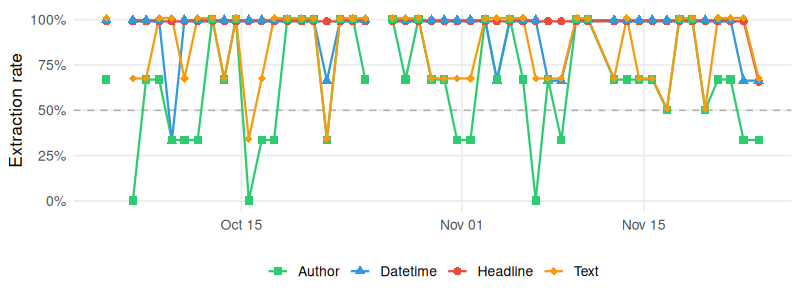 100%
75%
50%
25%
0%
Extraction rate
Oct 15
Nov 01
Nov 15
Author
Datetime
Headline
Text